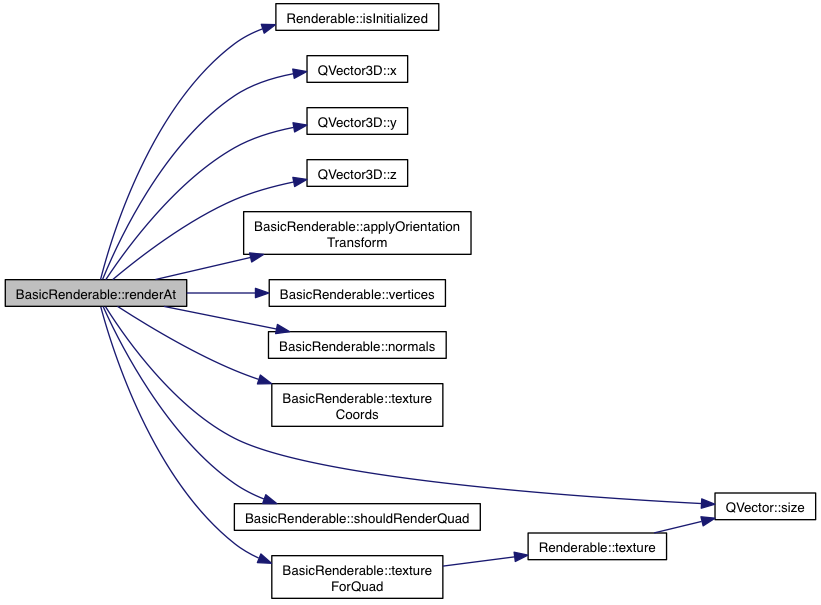 Renderable::isInitialized
QVector3D::x
QVector3D::y
QVector3D::z
BasicRenderable::applyOrientation
Transform
BasicRenderable::renderAt
BasicRenderable::vertices
BasicRenderable::normals
BasicRenderable::texture
Coords
BasicRenderable::shouldRenderQuad
QVector::size
Renderable::texture
BasicRenderable::texture
ForQuad